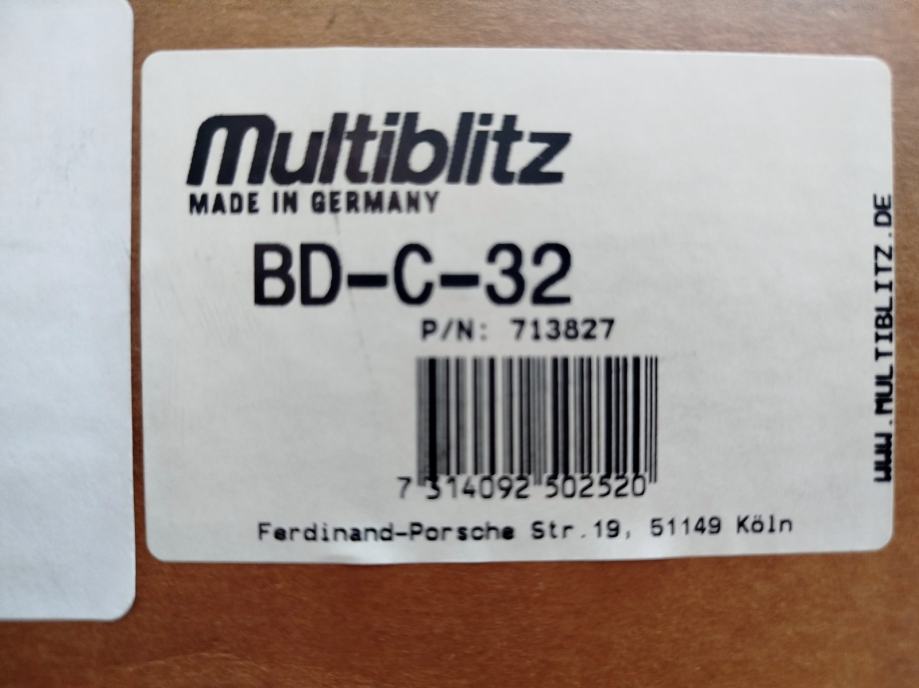 Multiblitz
MADE IN GERMANY
BD-C-32
P/N: 713827
7 314092 502520
Ferdinand-Porsche Str.19, 51149 Köln
WWW.MULTIBLITZ.DE